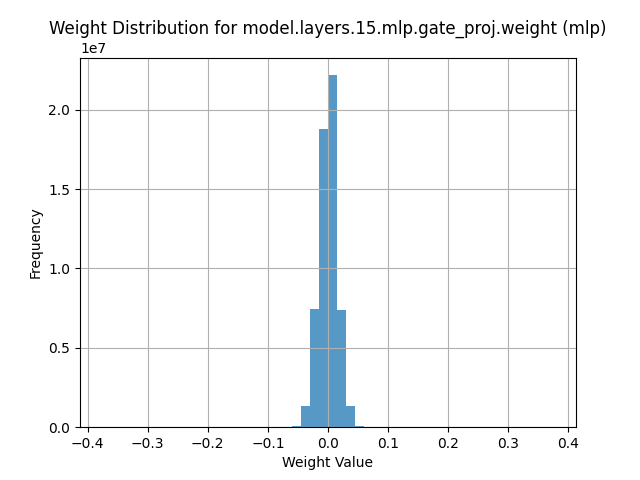 Weight Distribution for model.layers.15.mlp.gate_proj.weight (mlp)
1e7
2.0
1.5
1.0
0.5
0.0
Frequency
−0.4 −0.3 −0.2 −0.1 0.0 0.1 0.2 0.3 0.4
Weight Value